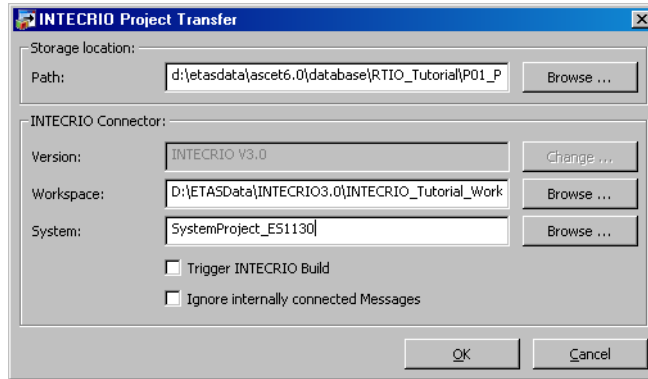 INTECRIO Project Transfer
Storage location:
Path: d:\etasdata\ascet6.0\database\RTIO_Tutorial\P01_P Browse ...
INTECRIO Connector:
Version: INTECRIO V3.0 Change ...
Workspace: D:\ETASData\INTECRIO3.0\INTECRIO_Tutorial_Work Browse ...
System: SystemProject_ES1130 Browse ...
Trigger INTECRIO Build
Ignore internally connected Messages
OK Cancel